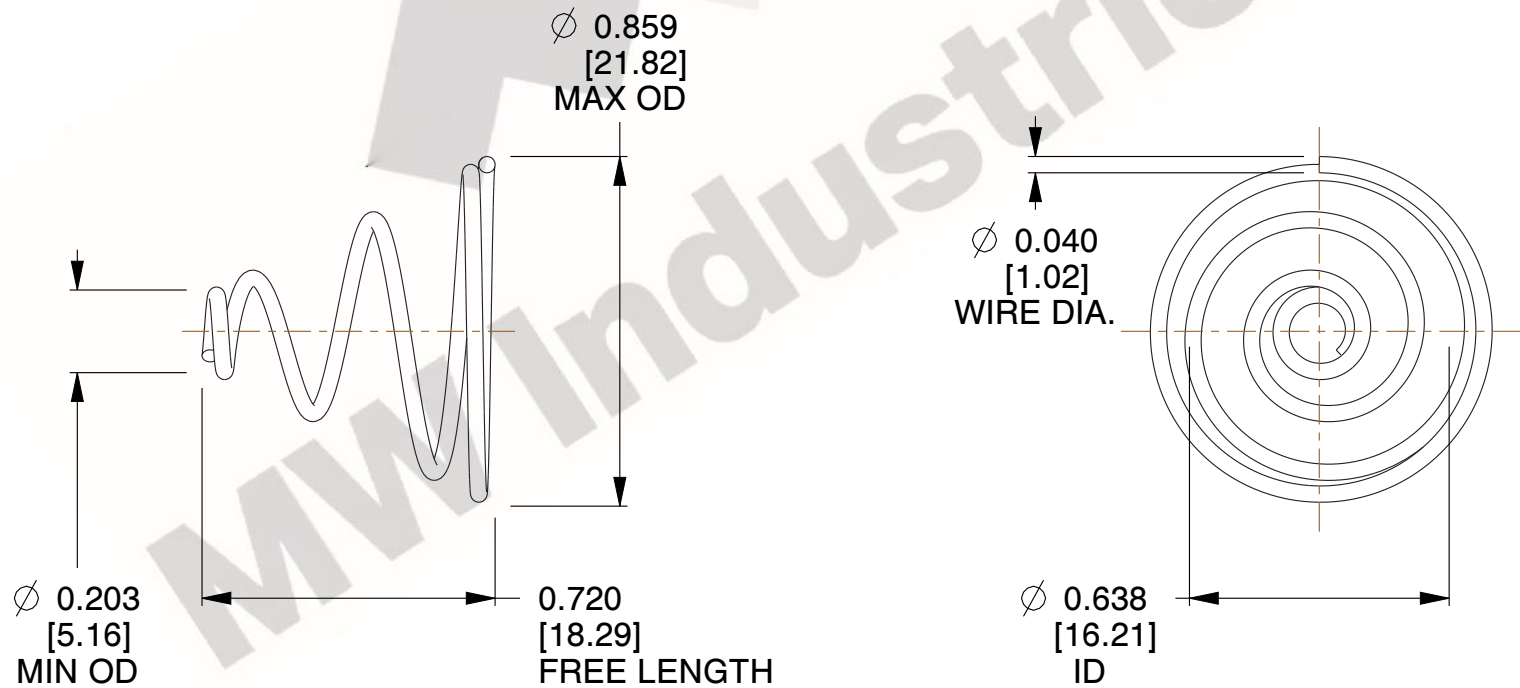 ⌀ 0.859
[21.82]
MAX OD
⌀ 0.040
[1.02]
WIRE DIA.
⌀ 0.203
[5.16]
MIN OD
0.720
[18.29]
FREE LENGTH
⌀ 0.638
[16.21]
ID
MW Industri